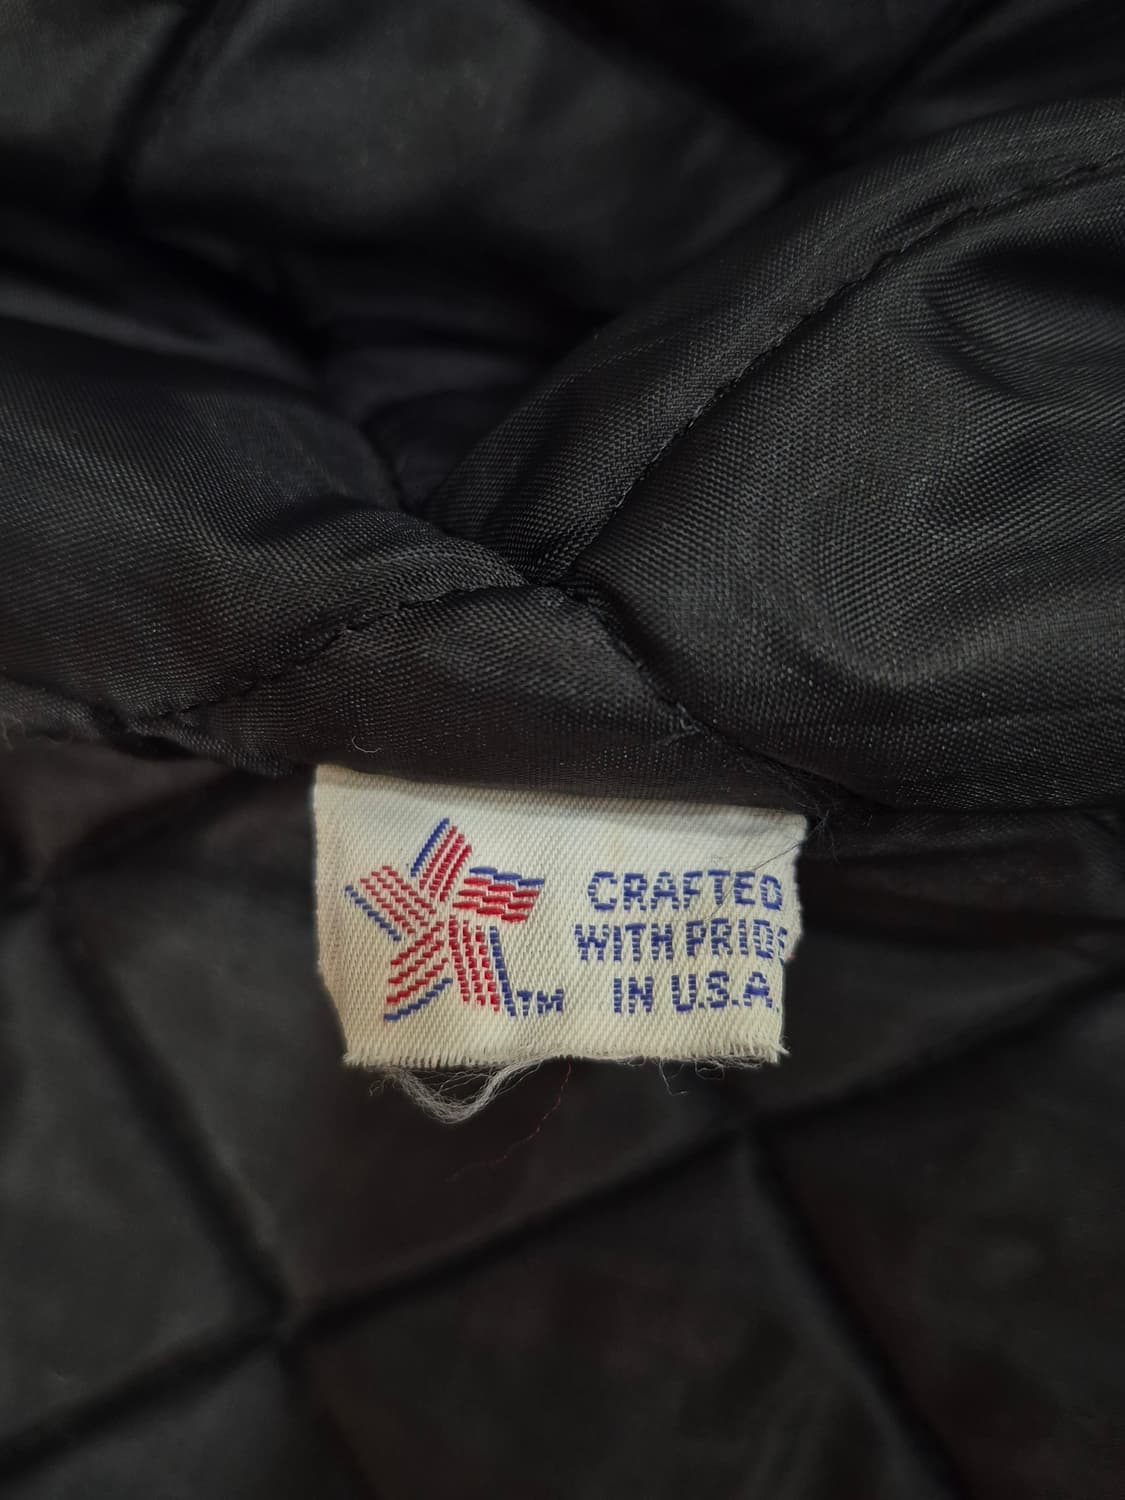 CRAFTED
WITH PRIDE
IN U.S.A.
TM